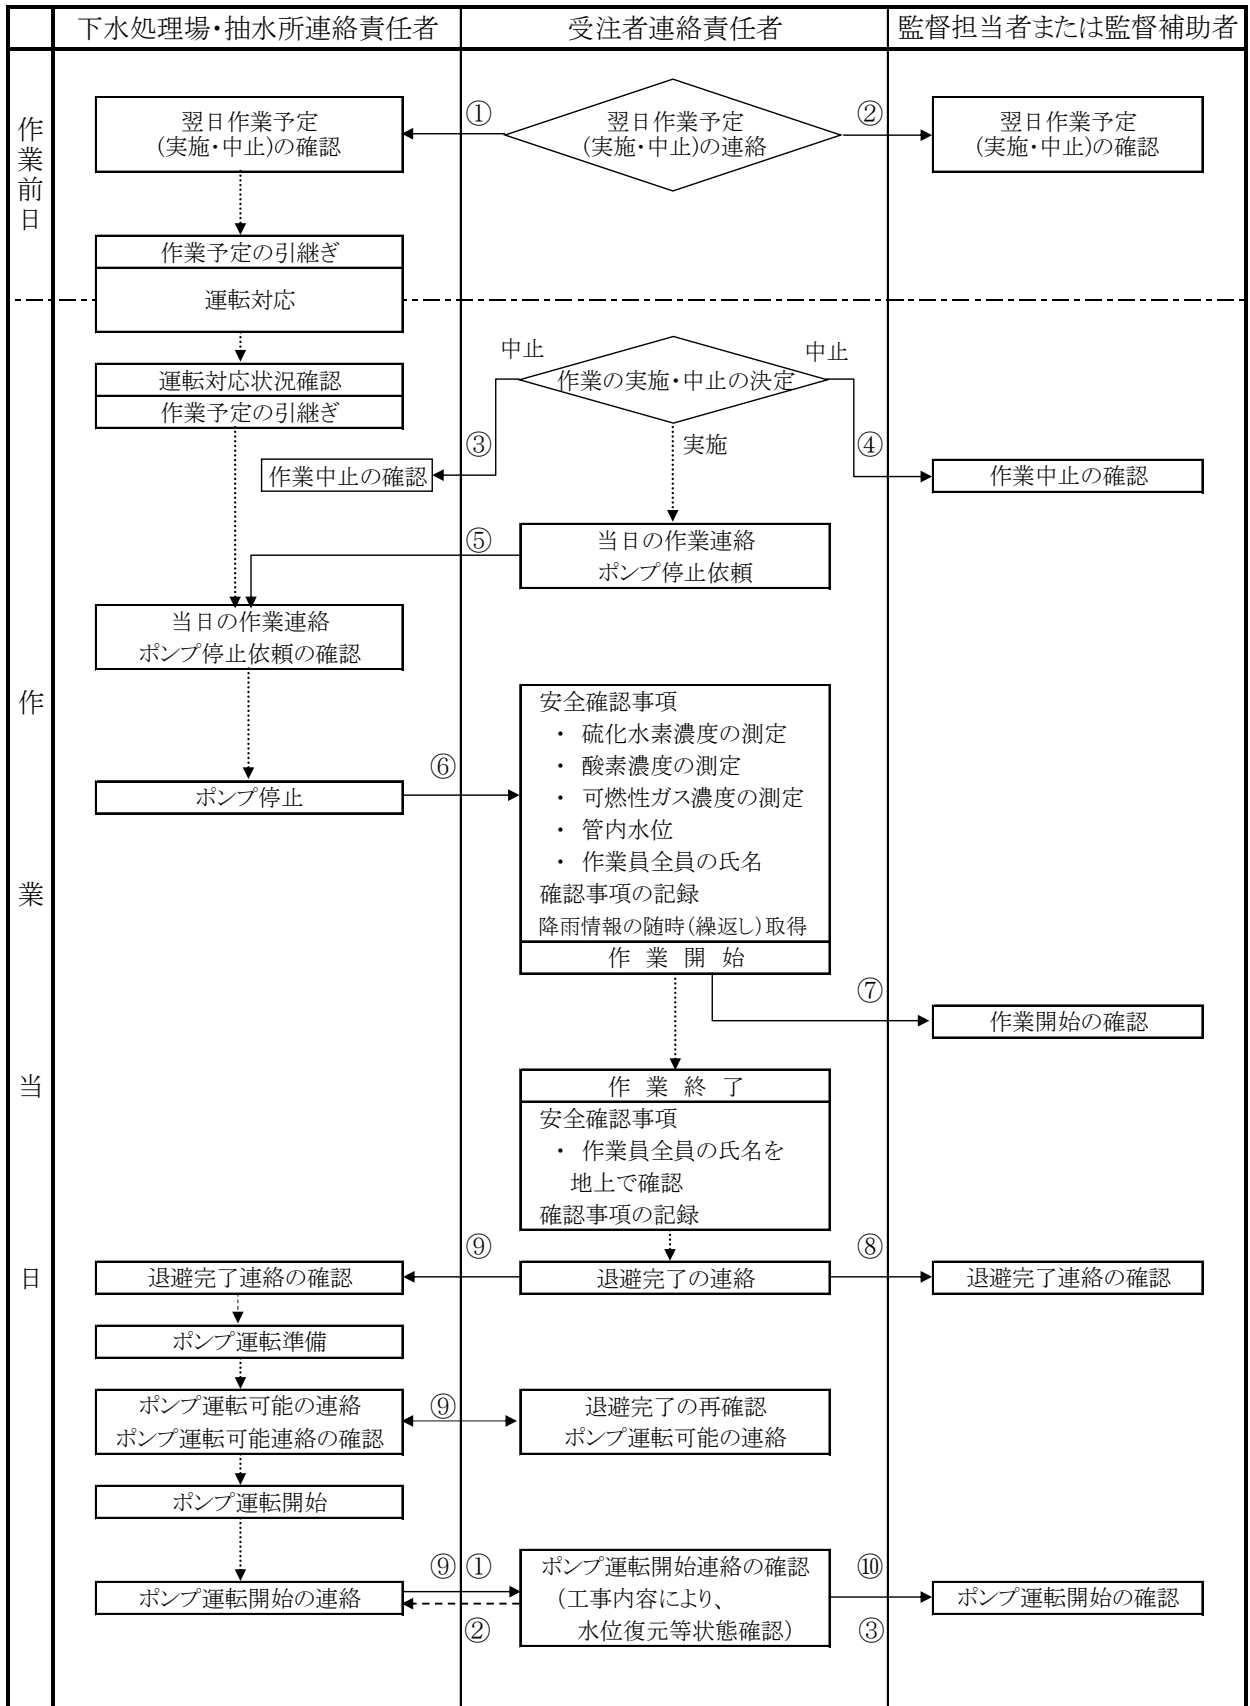 下水処理場・抽水所連絡責任者
受注者連絡責任者
監督担当者または監督補助者
作業前日
翌日作業予定
(実施・中止)の確認
①
翌日作業予定
(実施・中止)の連絡
②
翌日作業予定
(実施・中止)の確認
作業予定の引継ぎ
運転対応
作業当日
運転対応状況確認
作業予定の引継ぎ
中止
作業の実施・中止の決定
中止
③
実施
④
作業中止の確認
作業中止の確認
⑤
当日の作業連絡
ポンプ停止依頼
当日の作業連絡
ポンプ停止依頼の確認
ポンプ停止
⑥
安全確認事項
・ 硫化水素濃度の測定
・ 酸素濃度の測定
・ 可燃性ガス濃度の測定
・ 管内水位
・ 作業員全員の氏名
確認事項の記録
降雨情報の随時(繰返し)取得
作 業 開 始
⑦
作業開始の確認
作 業 終 了
安全確認事項
・ 作業員全員の氏名を
地上で確認
確認事項の記録
退避完了連絡の確認
⑨
退避完了の連絡
⑧
退避完了連絡の確認
ポンプ運転準備
ポンプ運転可能の連絡
ポンプ運転可能連絡の確認
⑨
退避完了の再確認
ポンプ運転可能の連絡
ポンプ運転開始
ポンプ運転開始の連絡
⑨ ①
②
ポンプ運転開始連絡の確認
(工事内容により、
水位復元等状態確認)
⑩
③
ポンプ運転開始の確認